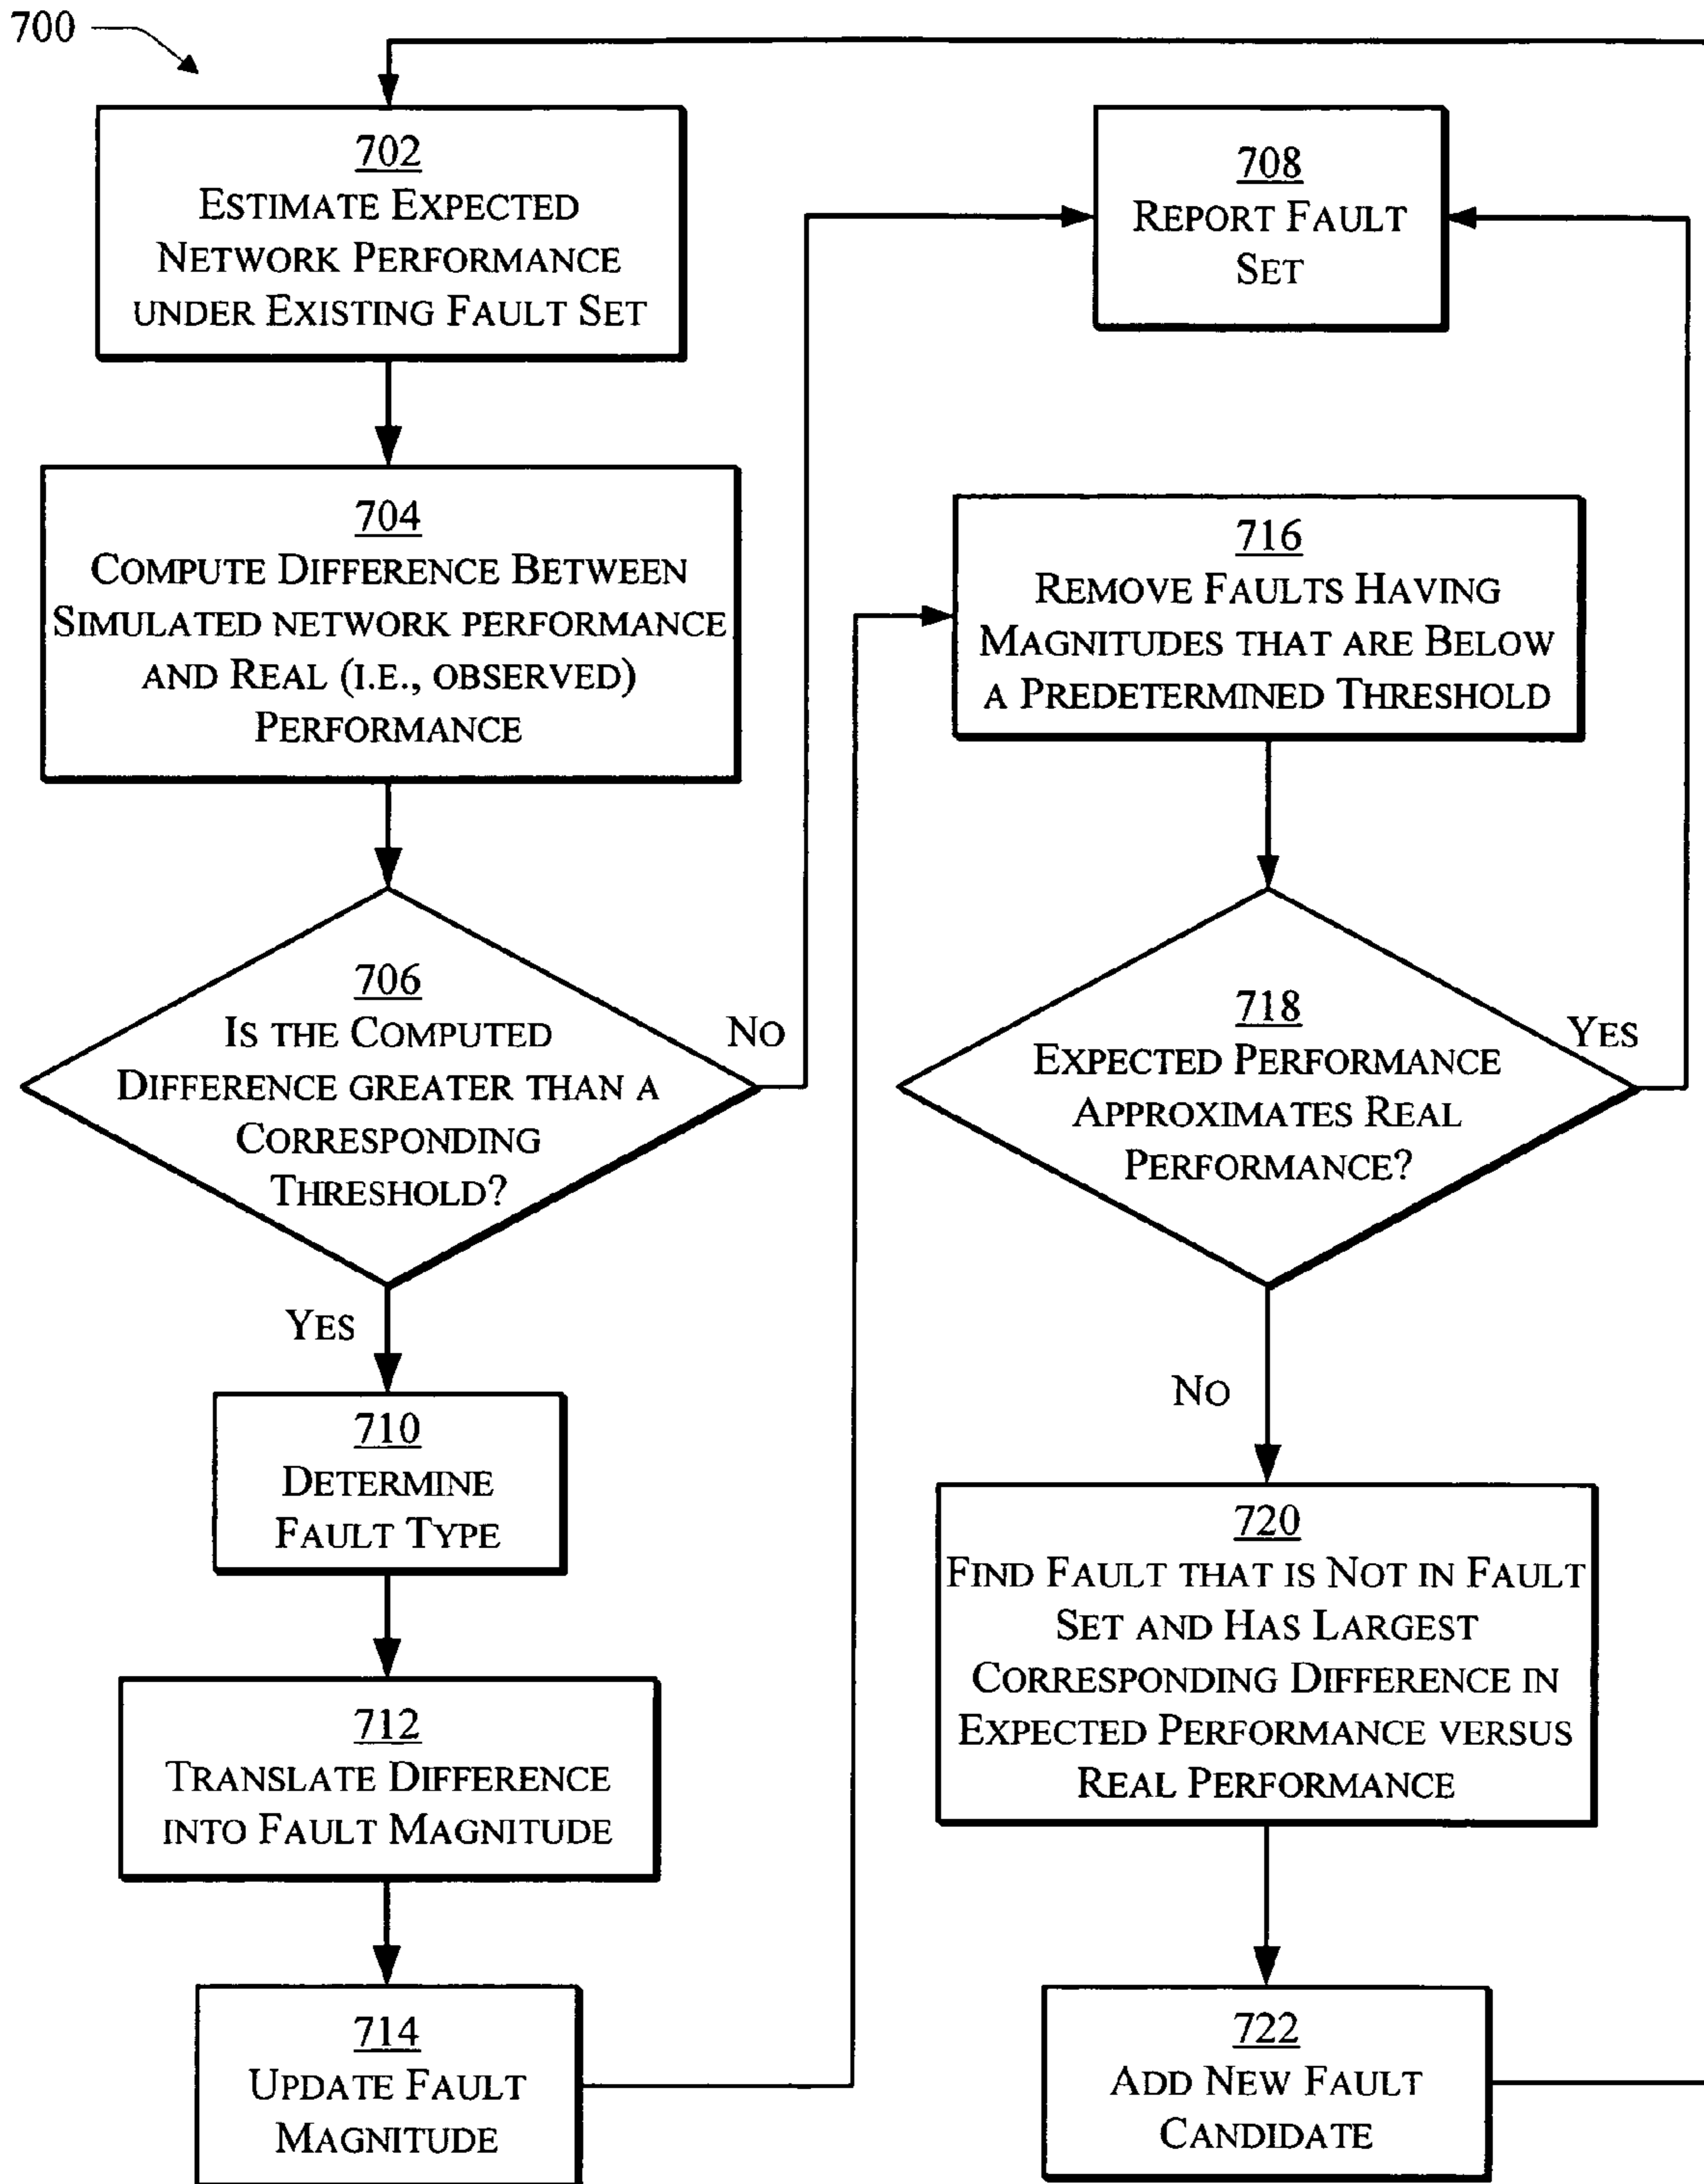 700
702
ESTIMATE EXPECTED
NETWORK PERFORMANCE
UNDER EXISTING FAULT SET
704
COMPUTE DIFFERENCE BETWEEN
SIMULATED NETWORK PERFORMANCE
AND REAL (I.E., OBSERVED)
PERFORMANCE
706
IS THE COMPUTED
DIFFERENCE GREATER THAN A
CORRESPONDING
THRESHOLD?
NO
YES
710
DETERMINE
FAULT TYPE
712
TRANSLATE DIFFERENCE
INTO FAULT MAGNITUDE
714
UPDATE FAULT
MAGNITUDE
708
REPORT FAULT
SET
716
REMOVE FAULTS HAVING
MAGNITUDES THAT ARE BELOW
A PREDETERMINED THRESHOLD
718
EXPECTED PERFORMANCE
APPROXIMATES REAL
PERFORMANCE?
YES
NO
720
FIND FAULT THAT IS NOT IN FAULT
SET AND HAS LARGEST
CORRESPONDING DIFFERENCE IN
EXPECTED PERFORMANCE VERSUS
REAL PERFORMANCE
722
ADD NEW FAULT
CANDIDATE